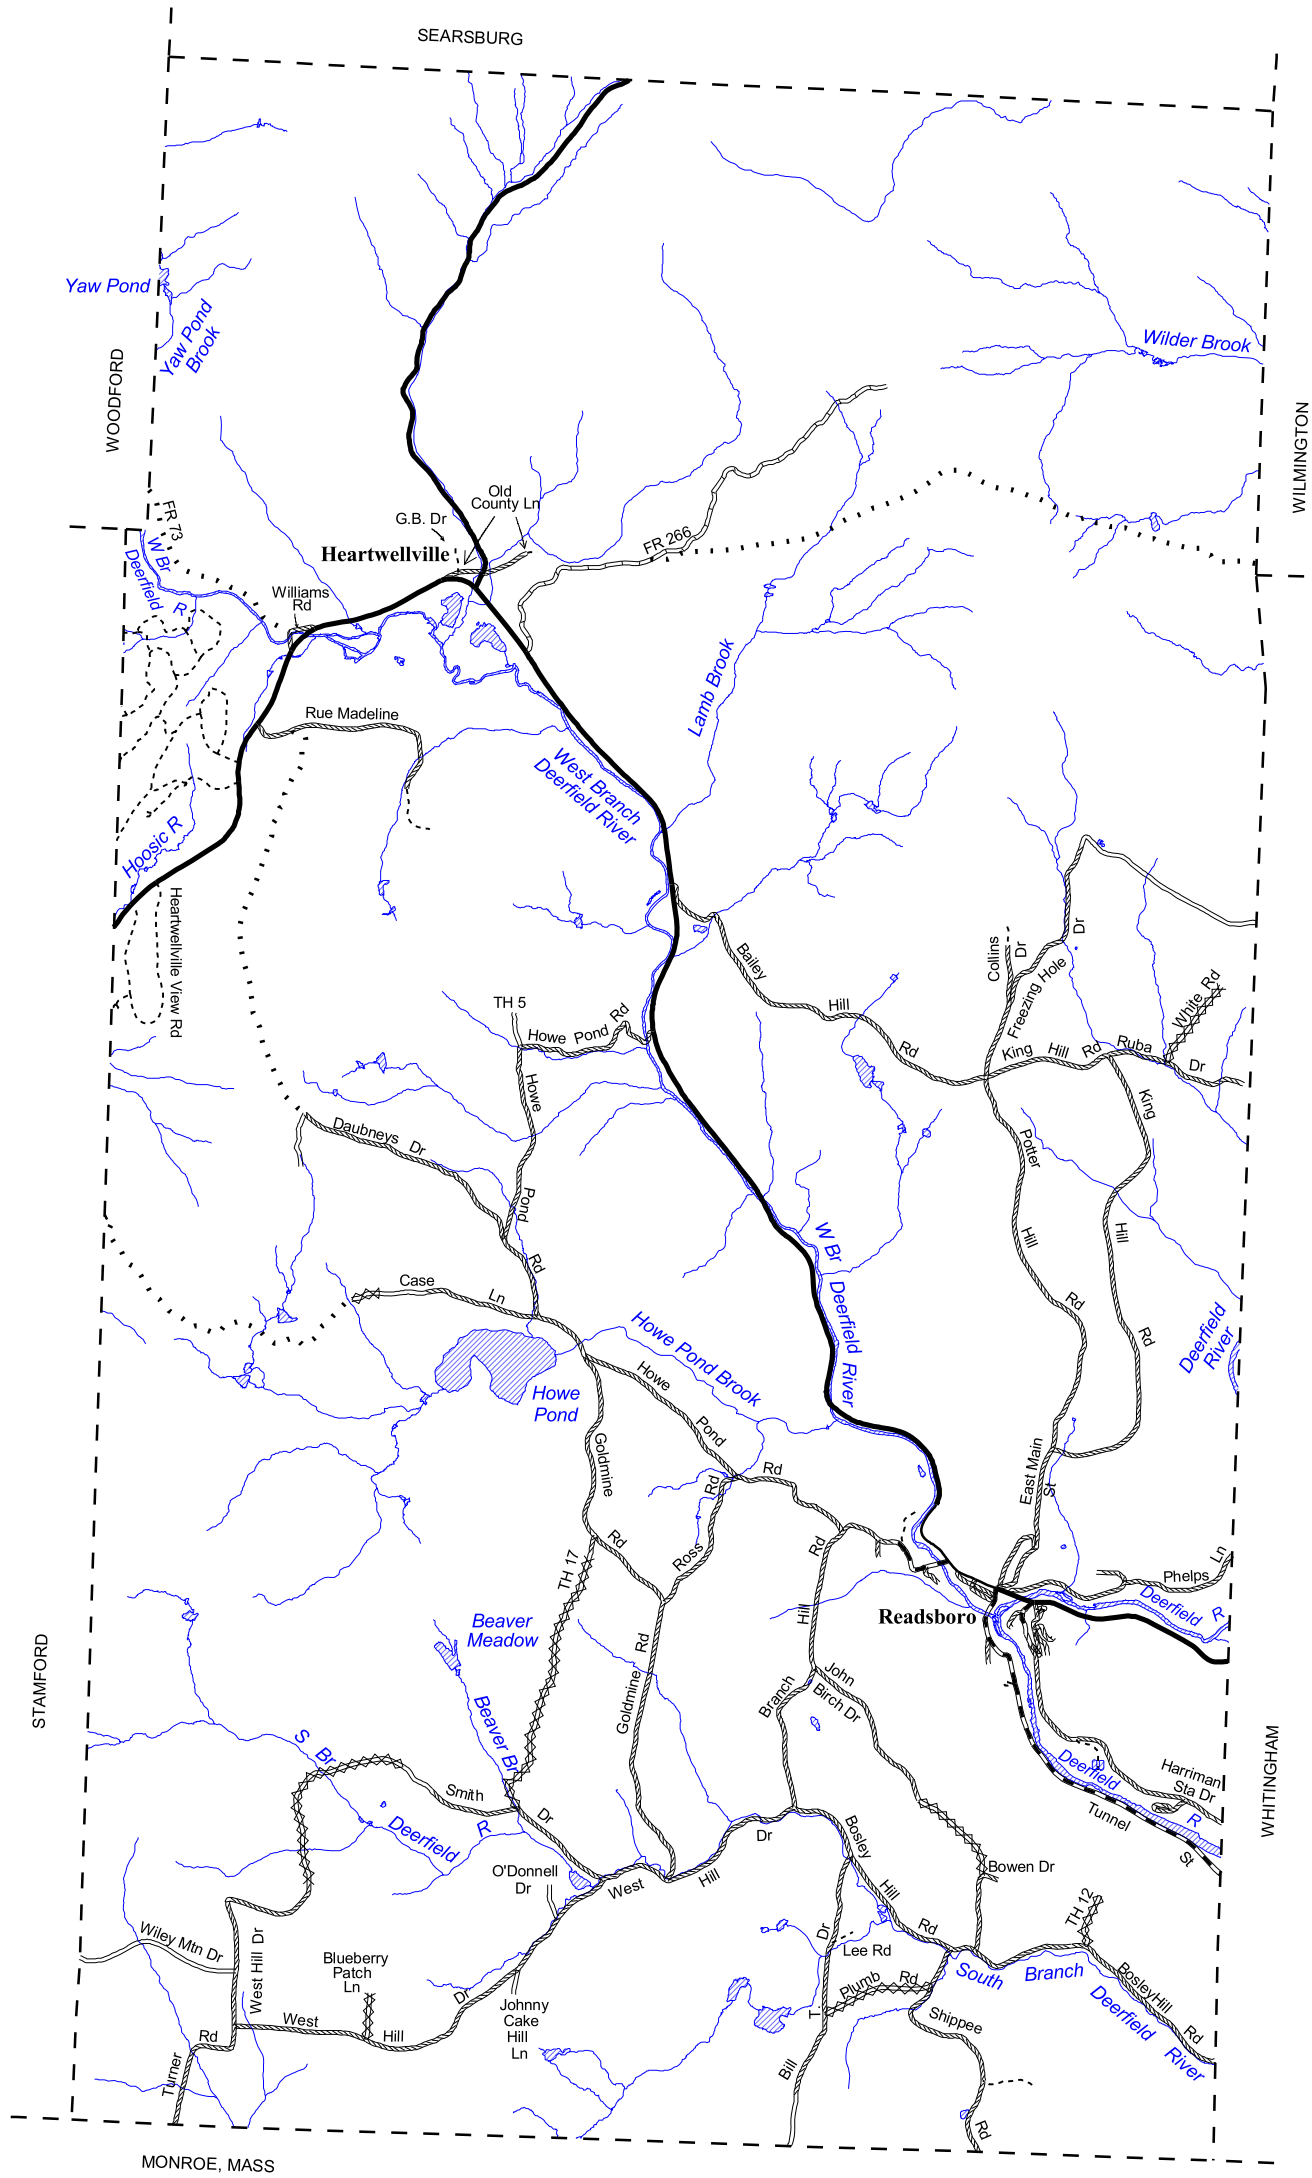 SEARSBURG
Yaw Pond
Yaw Pond
Brook
WOODFORD
Wilder Brook
WILMINGTON
FR 73
Old
County Ln
G.B. Dr
Heartwellville
FR 266
W Br
Deerfield
R
Williams
Rd
Lamb Brook
Rue Madeline
West Branch
Deerfield River
Hoosic R
Heartwellville View Rd
Bailey
Hill
Rd
Collins
Dr
Freezing Hole
Dr
White Rd
TH 5
Howe Pond Rd
King Hill Rd
Ruba
Dr
Howe
Pond
Rd
King
Hill
Rd
Daubneys Dr
Potter
Hill
Rd
W Br
Deerfield
River
Case
Ln
Deerfield
River
Howe Pond Brook
Howe
Pond
Howe
Pond
Rd
Goldmine
Rd
East Main
St
Ross
Rd
TH 17
Hill
Rd
Branch
Phelps
Ln
Deerfield
R
Readsboro
Beaver
Meadow
STAMFORD
Goldmine
Rd
John
Birch Dr
Beaver Br
S Br
Deerfield
R
Smith
Dr
Deerfield
R
Harriman
Sta Dr
Tunnel
St
WHITINGHAM
Bosley
Hill
Rd
Dr
Hill
West
O'Donnell
Dr
Bowen Dr
TH 12
Wiley Mtn Dr
West Hill Dr
Blueberry
Patch
Ln
Dr
Lee Rd
South
Branch
Deerfield
River
BosleyHill
Rd
Plumb
Rd
T.
Bill
Shippee
Rd
West
Hill
Dr
Johnny
Cake
Hill
Ln
Rd
Turner
MONROE, MASS